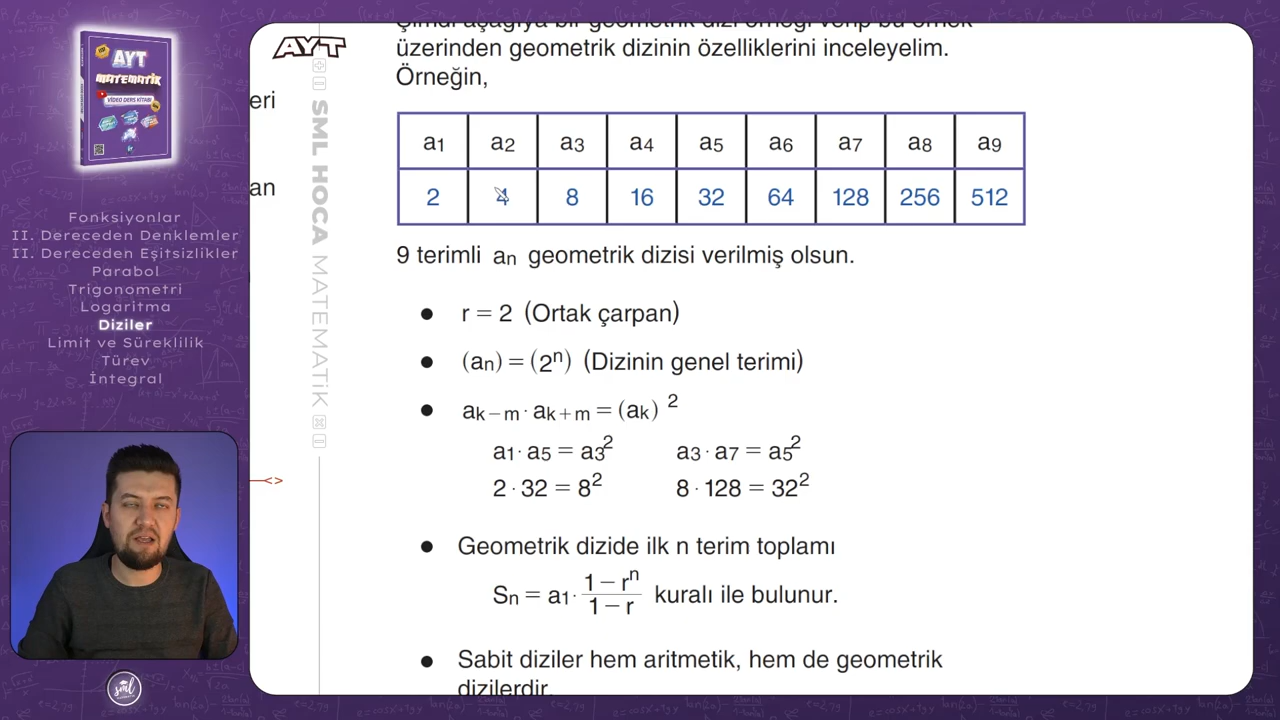 AYT
MATEMATİK
VİDEO DERS KİTABI
Fonksiyonlar
II. Dereceden Denklemler
II. Dereceden Eşitsizlikler
Parabol
Trigonometri
Logaritma
Diziler
Limit ve Süreklilik
Türev
İntegral
sml
eri
an
AYT
SML HOCA MATEMATİK
üzerinden geometrik dizinin özelliklerini inceleyelim.
Örneğin,
a1 a2 a3 a4 a5 a6 a7 a8 a9
2 4 8 16 32 64 128 256 512
9 terimli an geometrik dizisi verilmiş olsun.
• r = 2 (Ortak çarpan)
• (an) = (2^n) (Dizinin genel terimi)
• ak−m · ak+m = (ak)^2
a1 · a5 = a3^2 a3 · a7 = a5^2
2 · 32 = 8^2 8 · 128 = 32^2
• Geometrik dizide ilk n terim toplamı
Sn = a1 · (1 − r^n)/(1 − r) kuralı ile bulunur.
• Sabit diziler hem aritmetik, hem de geometrik
dizilerdir.